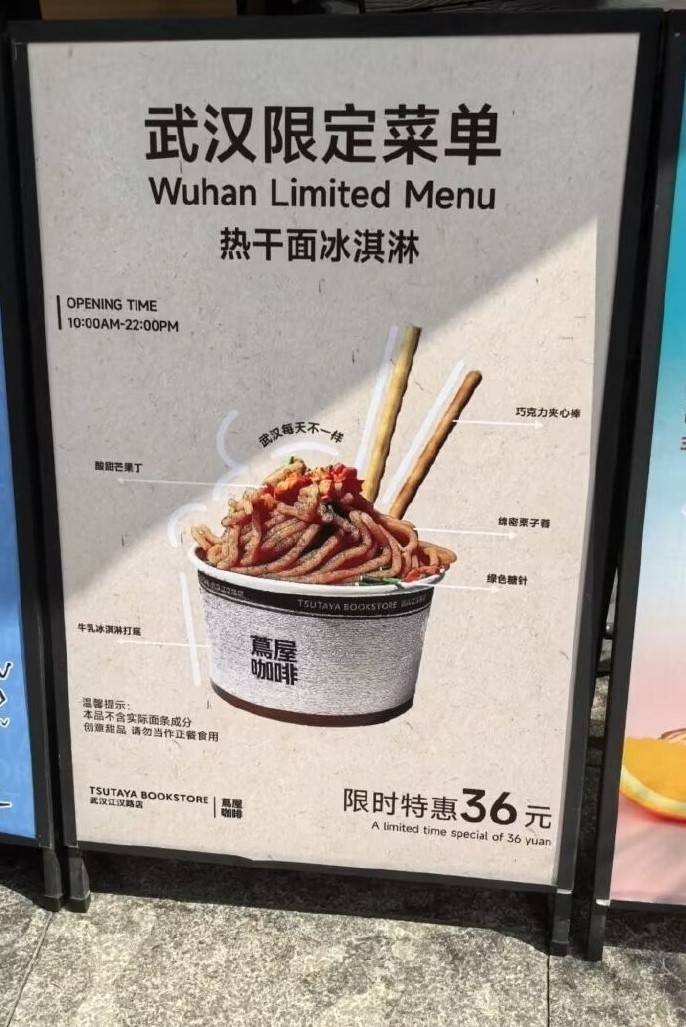 武汉限定菜单
Wuhan Limited Menu
热干面冰淇淋
OPENING TIME
10:00AM-22:00PM
武汉每天不一样
巧克力夹心棒
酸甜芒果丁
绵密栗子蓉
绿色糖针
牛乳冰淇淋打底
TSUTAYA BOOKSTORE
蔦屋
咖啡
温馨提示：
本品不含实际面条成分
创意甜品 请勿当作正餐食用
TSUTAYA BOOKSTORE
武汉江汉路店
蔦屋
咖啡
限时特惠36元
A limited time special of 36 yuan